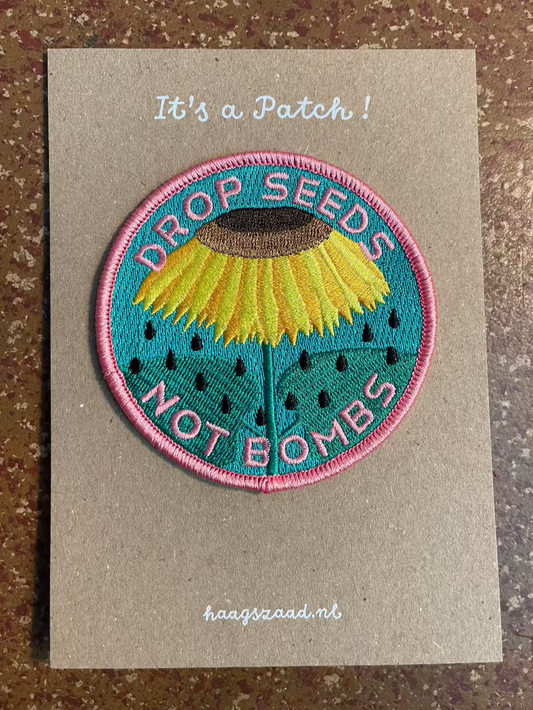 It's a Patch!
DROP SEEDS
NOT BOMBS
haagszaad.nl